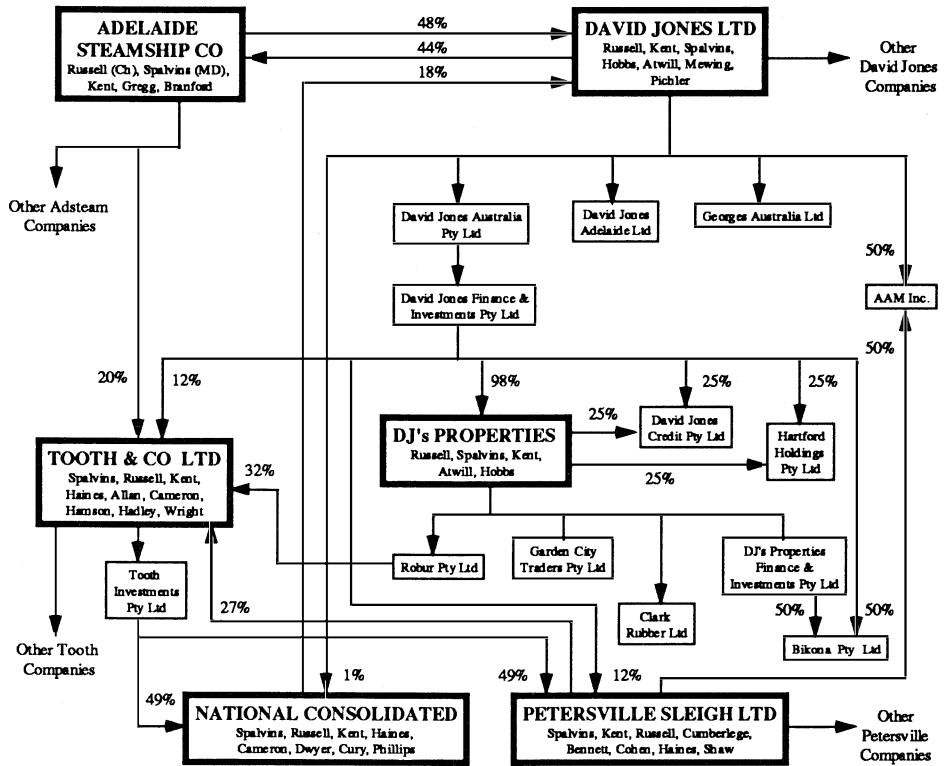 ADELAIDE
STEAMSHIP CO
Russell (Ch), Spalvins (MD),
Kent, Gregg, Branford
48%
44%
18%
DAVID JONES LTD
Russell, Kent, Spalvins,
Hobbs, Atwill, Mewing,
Pichler
Other
David Jones
Companies
Other Adsteam
Companies
David Jones Australia
Pty Ltd
David Jones
Adelaide Ltd
Georges Australia Ltd
50%
David Jones Finance &
Investments Pty Ltd
AAM Inc.
50%
20%
12%
98%
25%
25%
TOOTH & CO LTD
Spalvins, Russell, Kent,
Haines, Allan, Cameron,
Hamson, Hadley, Wright
32%
DJ's PROPERTIES
Russell, Spalvins, Kent,
Atwill, Hobbs
25%
David Jones
Credit Pty Ltd
25%
Hartford
Holdings
Pty Ltd
Tooth
Investments
Pty Ltd
27%
Robur Pty Ltd
Garden City
Traders Pty Ltd
Clark
Rubber Ltd
DJ's Properties
Finance &
Investments Pty Ltd
50%
50%
Bikona Pty Ltd
Other Tooth
Companies
49%
1%
49%
12%
NATIONAL CONSOLIDATED
Spalvins, Russell, Kent, Haines,
Cameron, Dwyer, Cury, Phillips
PETERSVILLE SLEIGH LTD
Spalvins, Kent, Russell, Cumberlege,
Bennett, Cohen, Haines, Shaw
Other
Petersville
Companies